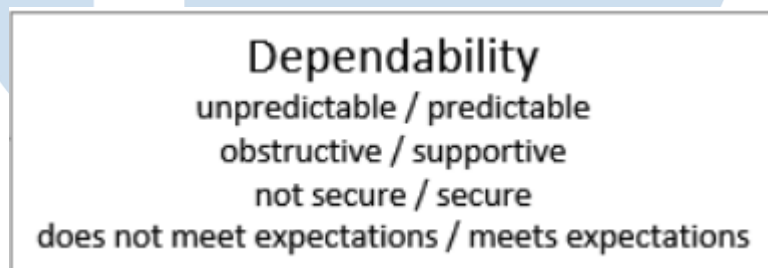 Dependability
unpredictable / predictable
obstructive / supportive
not secure / secure
does not meet expectations / meets expectations